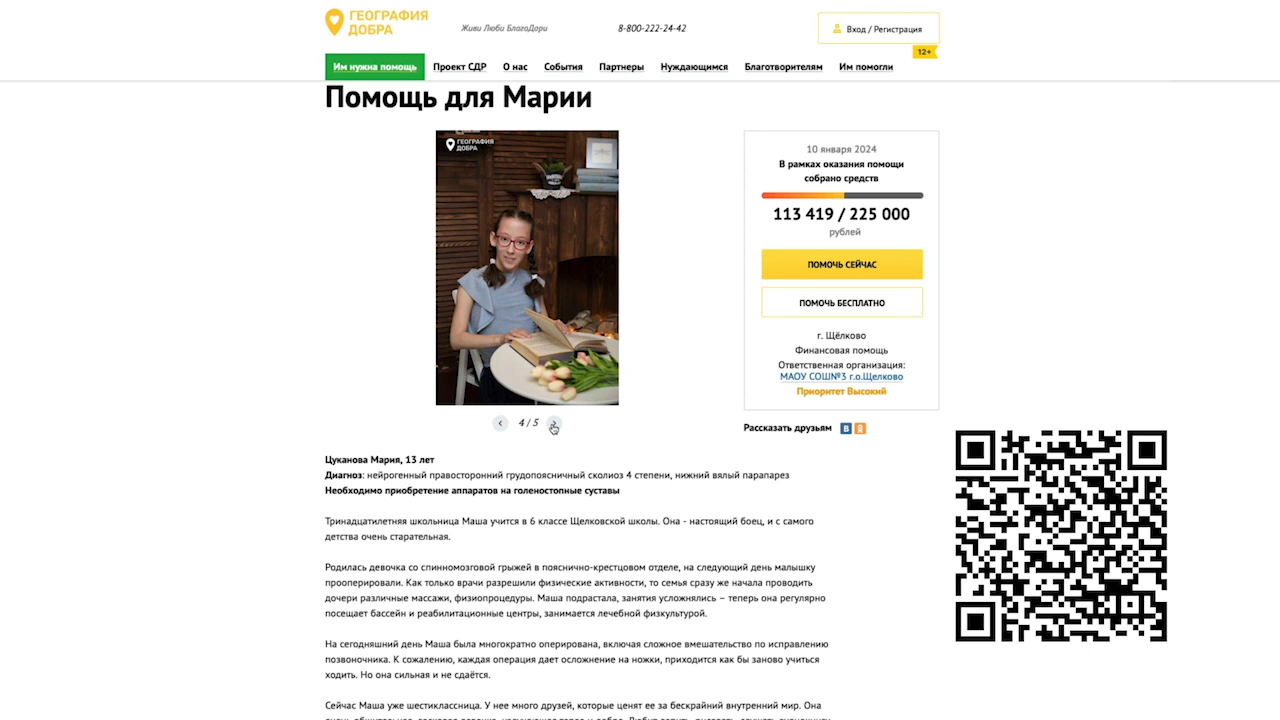 ГЕОГРАФИЯ
ДОБРА
Живи Люби БлагоДари
8-800-222-24-42
Вход / Регистрация
12+
Им нужна помощь
Проект СДР
О нас
События
Партнеры
Нуждающимся
Благотворителям
Им помогли
Помощь для Марии
ГЕОГРАФИЯ
ДОБРА
4 / 5
10 января 2024
В рамках оказания помощи
собрано средств
113 419 / 225 000
рублей
ПОМОЧЬ СЕЙЧАС
ПОМОЧЬ БЕСПЛАТНО
г. Щёлково
Финансовая помощь
Ответственная организация:
МАОУ СОШ№3 г.о.Щелково
Приоритет Высокий
Рассказать друзьям
Цуканова Мария, 13 лет
Диагноз: нейрогенный правосторонний грудопоясничный сколиоз 4 степени, нижний вялый парапарез
Необходимо приобретение аппаратов на голеностопные суставы
Тринадцатилетняя школьница Маша учится в 6 классе Щелковской школы. Она - настоящий боец, и с самого
детства очень старательная.
Родилась девочка со спинномозговой грыжей в пояснично-крестцовом отделе, на следующий день малышку
прооперировали. Как только врачи разрешили физические активности, то семья сразу же начала проводить
дочери различные массажи, физиопроцедуры. Маша подрастала, занятия усложнялись – теперь она регулярно
посещает бассейн и реабилитационные центры, занимается лечебной физкультурой.
На сегодняшний день Маша была многократно оперирована, включая сложное вмешательство по исправлению
позвоночника. К сожалению, каждая операция дает осложнение на ножки, приходится как бы заново учиться
ходить. Но она сильная и не сдаётся.
Сейчас Маша уже шестиклассница. У нее много друзей, которые ценят ее за бескрайний внутренний мир. Она